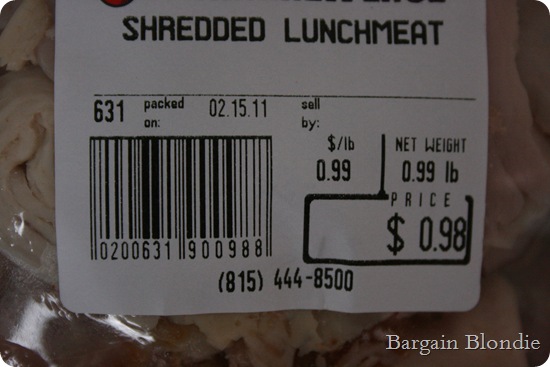 SHREDDED LUNCHMEAT
631 packed on: 02.15.11 sell by:
$/lb NET WEIGHT
0.99 0.99 lb
PRICE
$ 0.98
0200631 900988
(815) 444-8500
Bargain Blondie